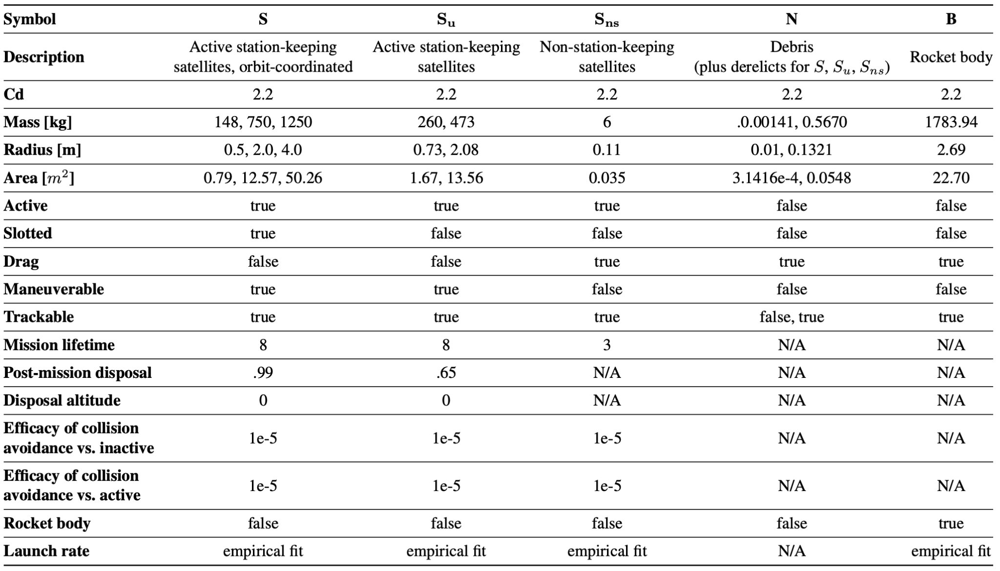 Symbol S Su Sns N B
Active station-keeping Active station-keeping Non-station-keeping Debris
Description satellites, orbit-coordinated satellites satellites (plus derelicts for S, Su, Sns) Rocket body
Cd 2.2 2.2 2.2 2.2 2.2
Mass [kg] 148, 750, 1250 260, 473 6 .0.00141, 0.5670 1783.94
Radius [m] 0.5, 2.0, 4.0 0.73, 2.08 0.11 0.01, 0.1321 2.69
Area [m²] 0.79, 12.57, 50.26 1.67, 13.56 0.035 3.1416e-4, 0.0548 22.70
Active true true true false false
Slotted true false false false false
Drag false false true true true
Maneuverable true true false false false
Trackable true true true false, true true
Mission lifetime 8 8 3 N/A N/A
Post-mission disposal .99 .65 N/A N/A N/A
Disposal altitude 0 0 N/A N/A N/A
Efficacy of collision
avoidance vs. inactive 1e-5 1e-5 1e-5 N/A N/A
Efficacy of collision
avoidance vs. active 1e-5 1e-5 1e-5 N/A N/A
Rocket body false false false false true
Launch rate empirical fit empirical fit empirical fit N/A empirical fit